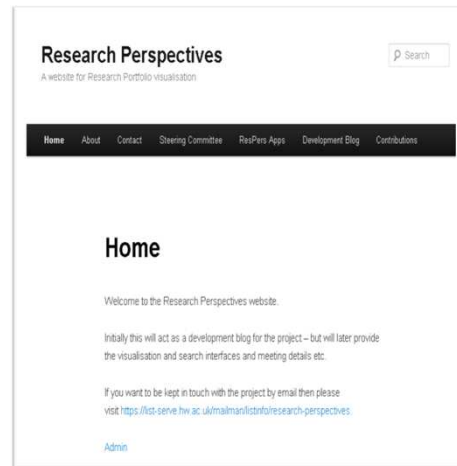 Research Perspectives
A website for Research Portfolio visualisation
Search
Home About Contact Steering Committee ResPers Apps Development Blog Contributions
Home
Welcome to the Research Perspectives website.
Initially this will act as a development blog for the project – but will later provide
the visualisation and search interfaces and meeting details etc.
If you want to be kept in touch with the project by email then please
visit https://list-serve.hw.ac.uk/mailman/listinfo/research-perspectives.
Admin